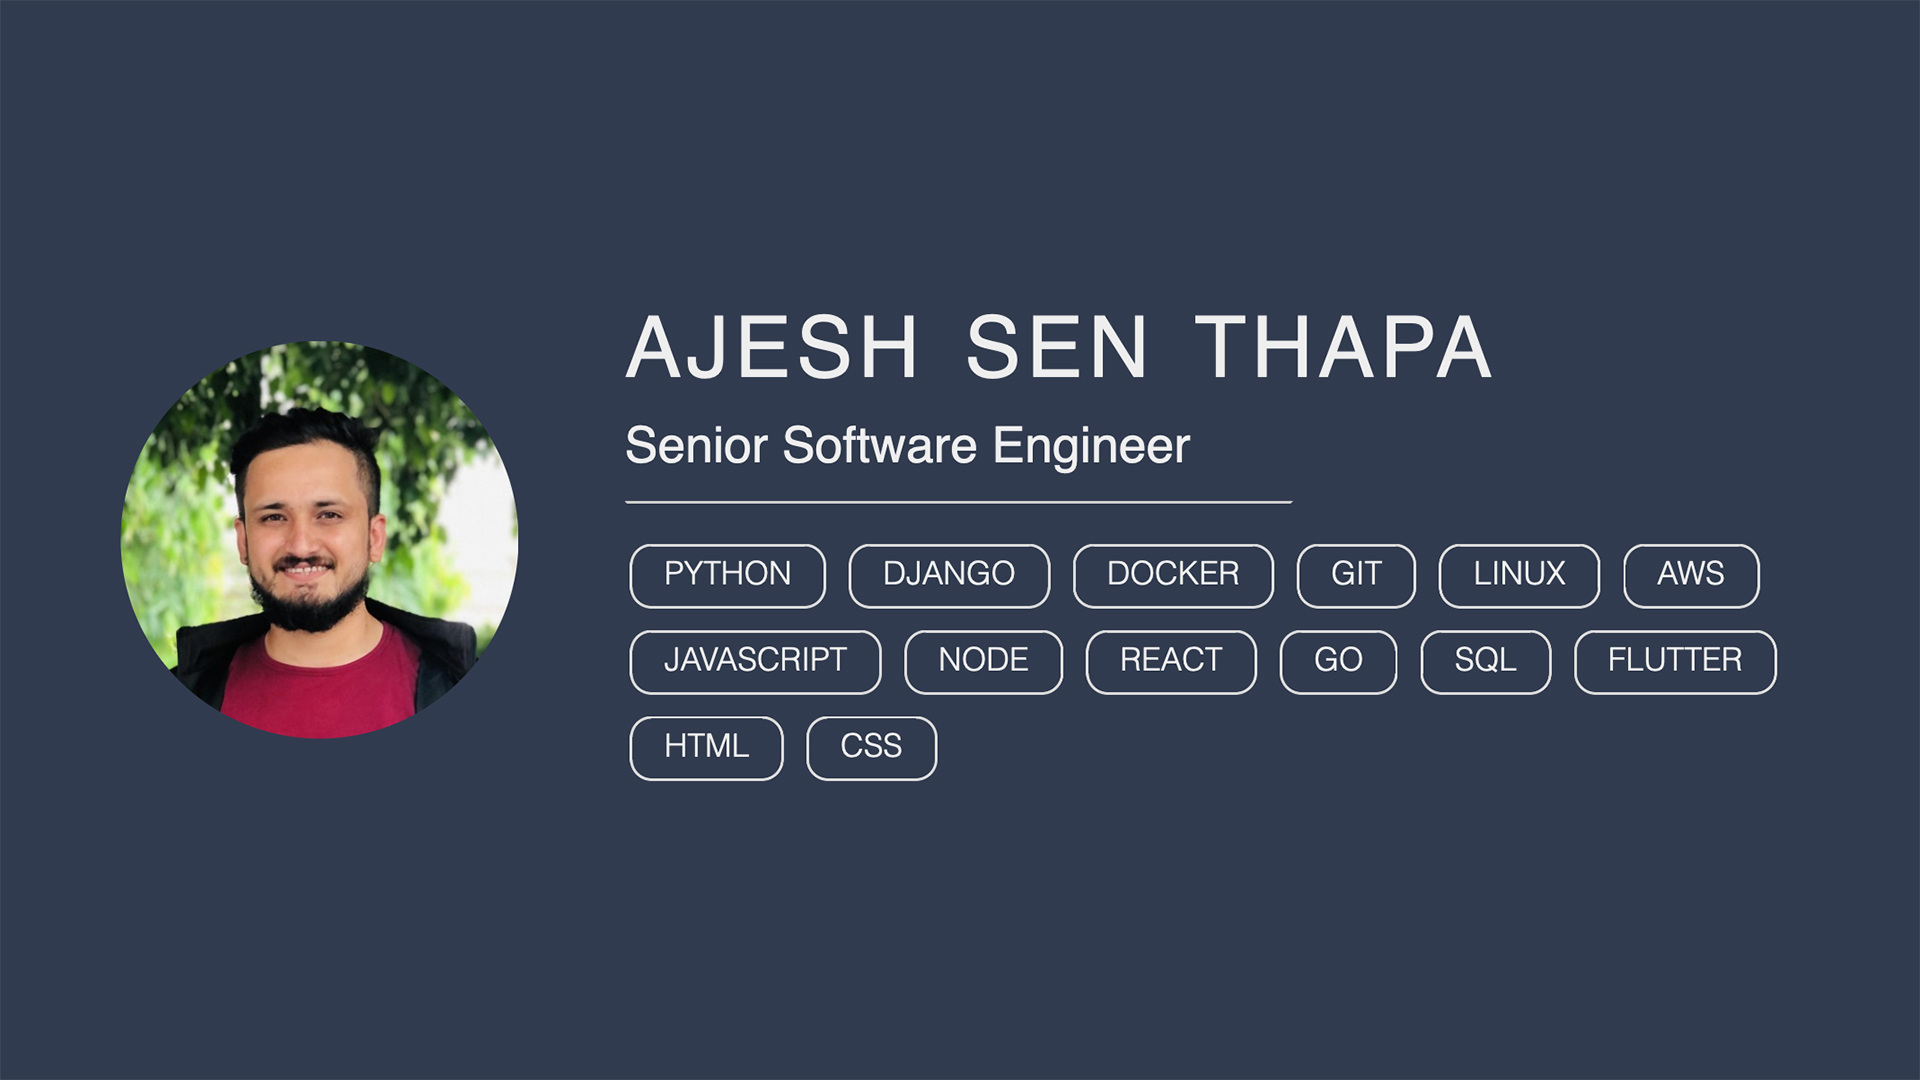 AJESH SEN THAPA
Senior Software Engineer
PYTHON DJANGO DOCKER GIT LINUX AWS
JAVASCRIPT NODE REACT GO SQL FLUTTER
HTML CSS